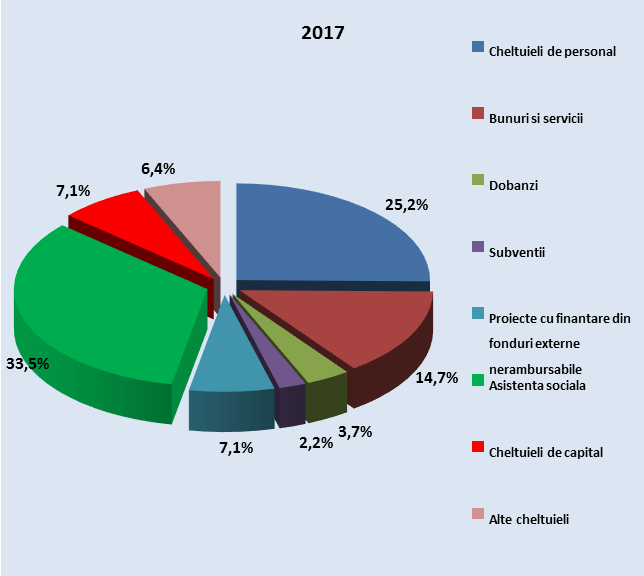 2017
Cheltuieli de personal
Bunuri si servicii
Dobanzi
Subventii
Proiecte cu finantare din
fonduri externe
nerambursabile
Asistenta sociala
Cheltuieli de capital
Alte cheltuieli
25,2%
14,7%
3,7%
2,2%
7,1%
33,5%
7,1%
6,4%